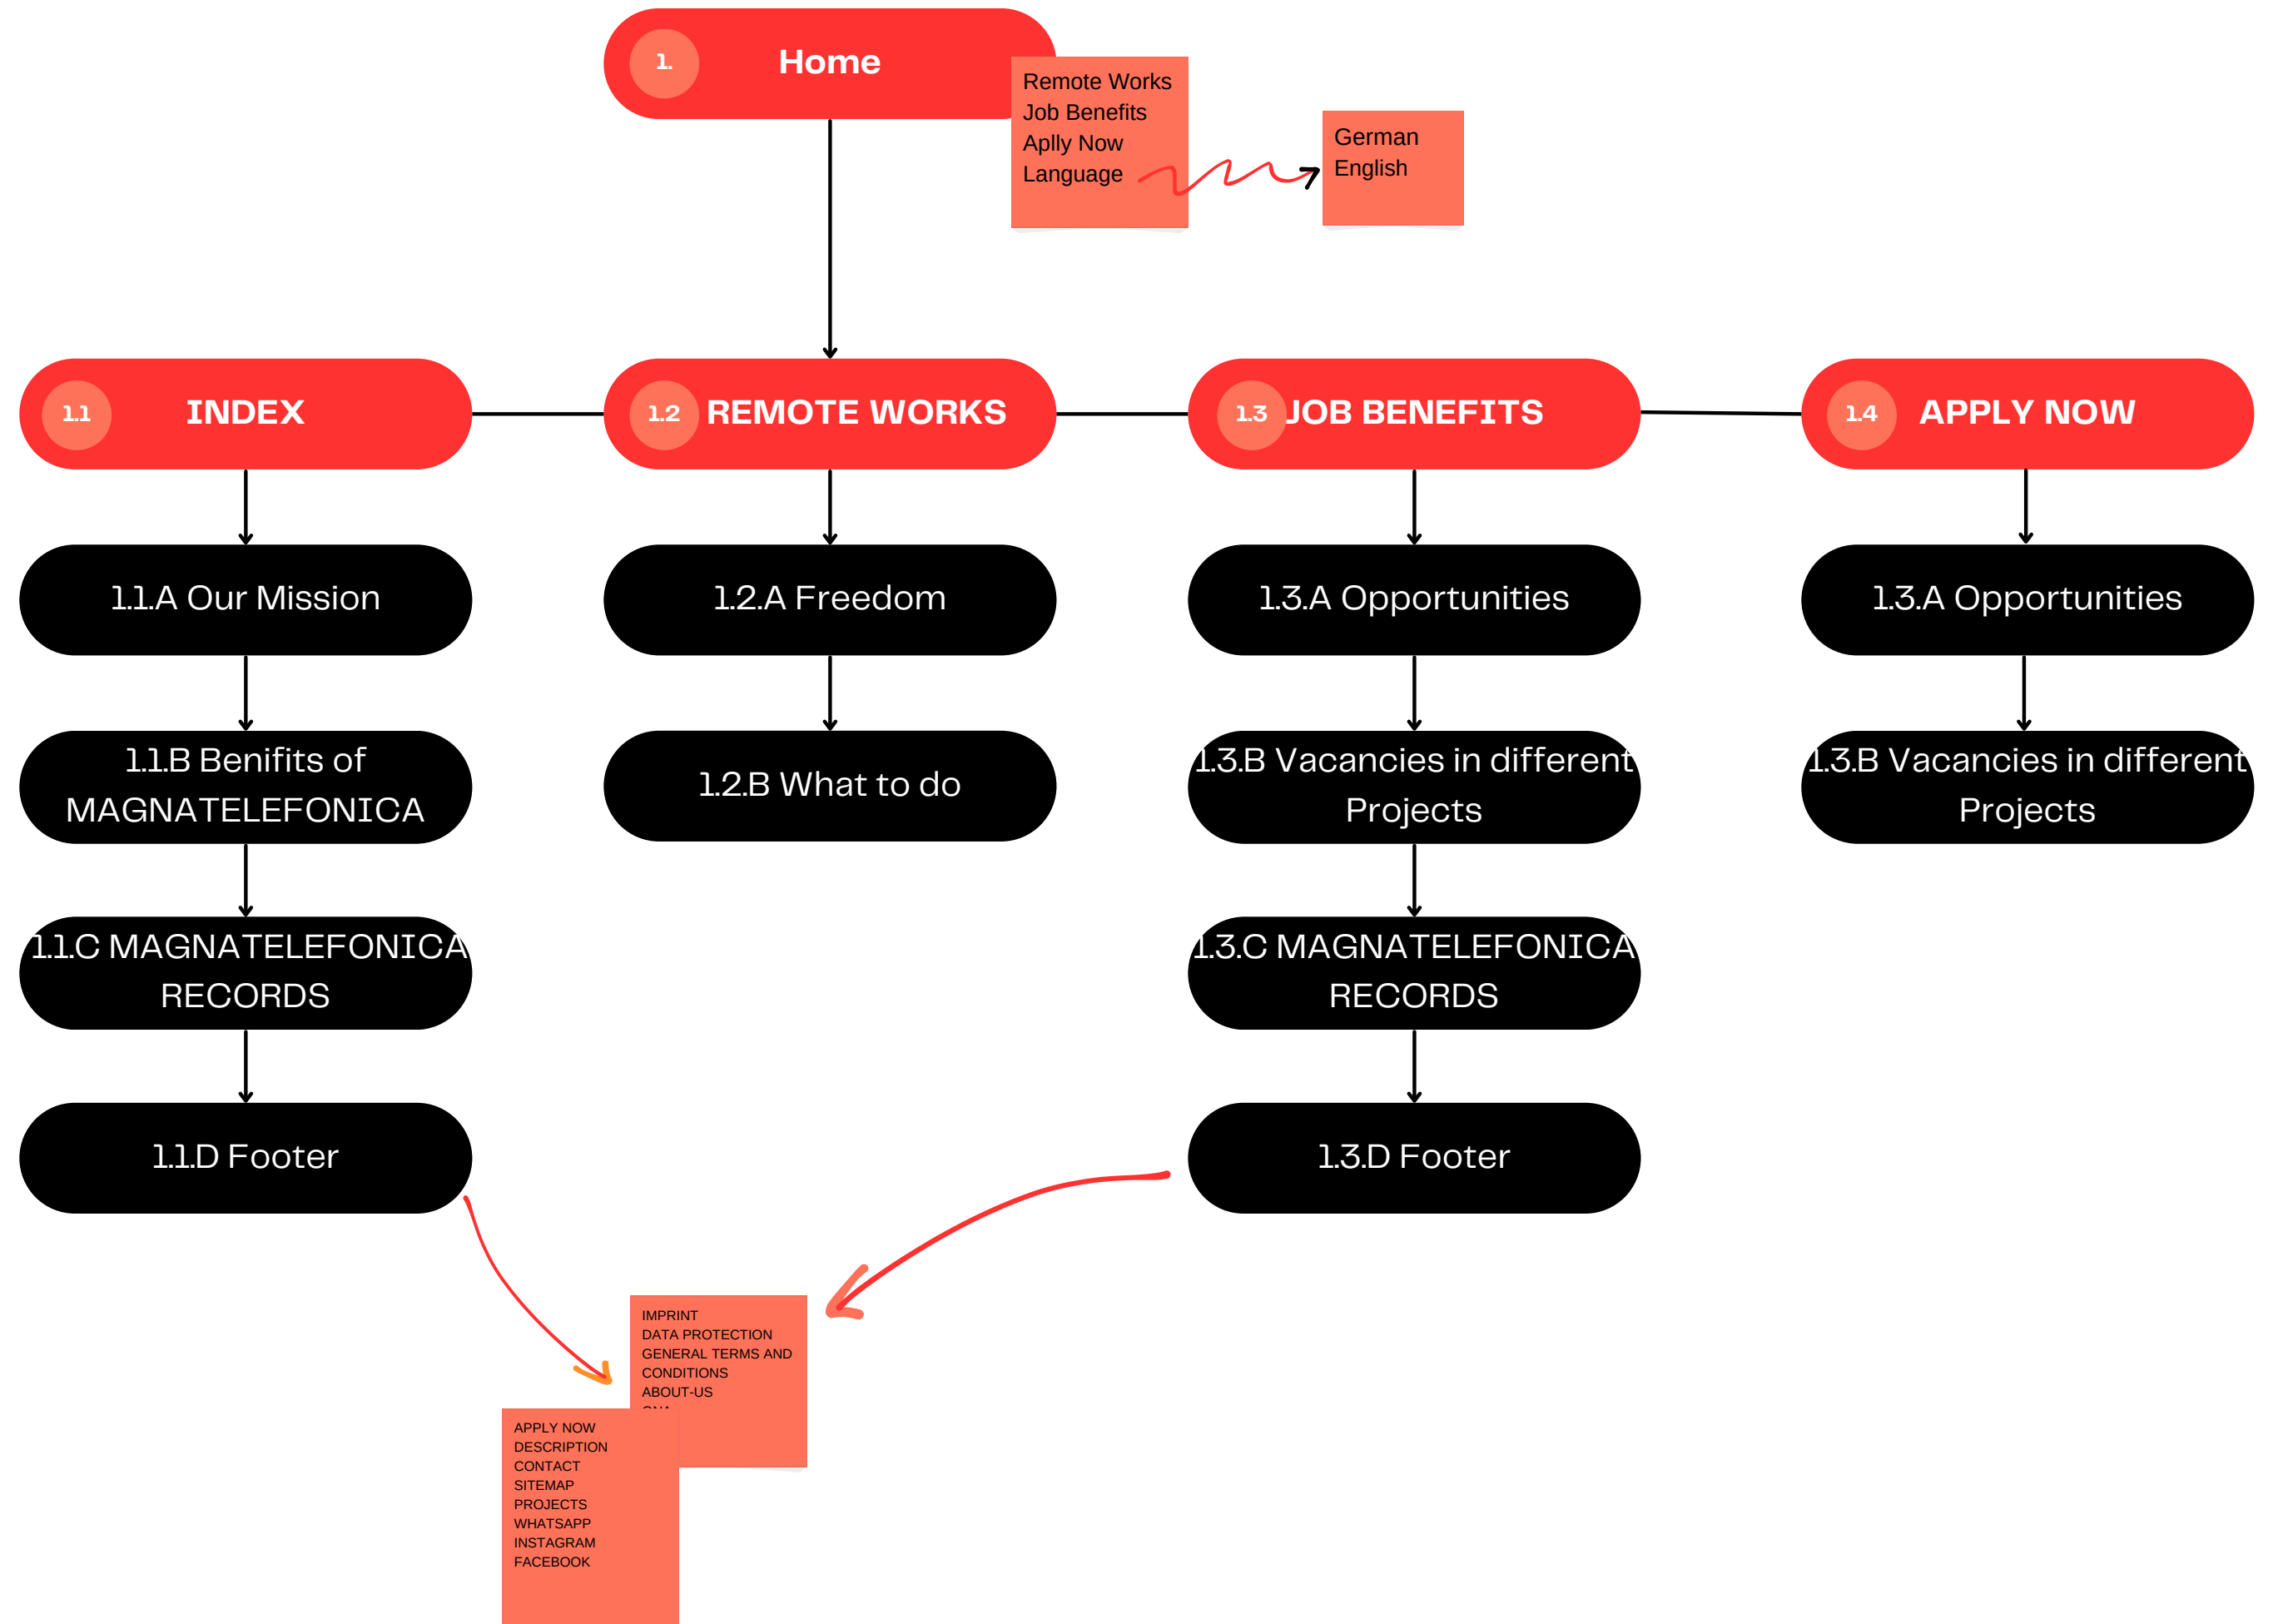 1.
Home
Remote Works
Job Benefits
Aplly Now
Language
German
English
1.1
INDEX
1.2
REMOTE WORKS
1.3
JOB BENEFITS
1.4
APPLY NOW
1.1.A Our Mission
1.2.A Freedom
1.3.A Opportunities
1.3.A Opportunities
1.1.B Benifits of
MAGNATELEFONICA
1.2.B What to do
1.3.B Vacancies in different
Projects
1.3.B Vacancies in different
Projects
1.1.C MAGNATELEFONICA
RECORDS
1.3.C MAGNATELEFONICA
RECORDS
1.1.D Footer
1.3.D Footer
IMPRINT
DATA PROTECTION
GENERAL TERMS AND
CONDITIONS
ABOUT-US
APPLY NOW
DESCRIPTION
CONTACT
SITEMAP
PROJECTS
WHATSAPP
INSTAGRAM
FACEBOOK